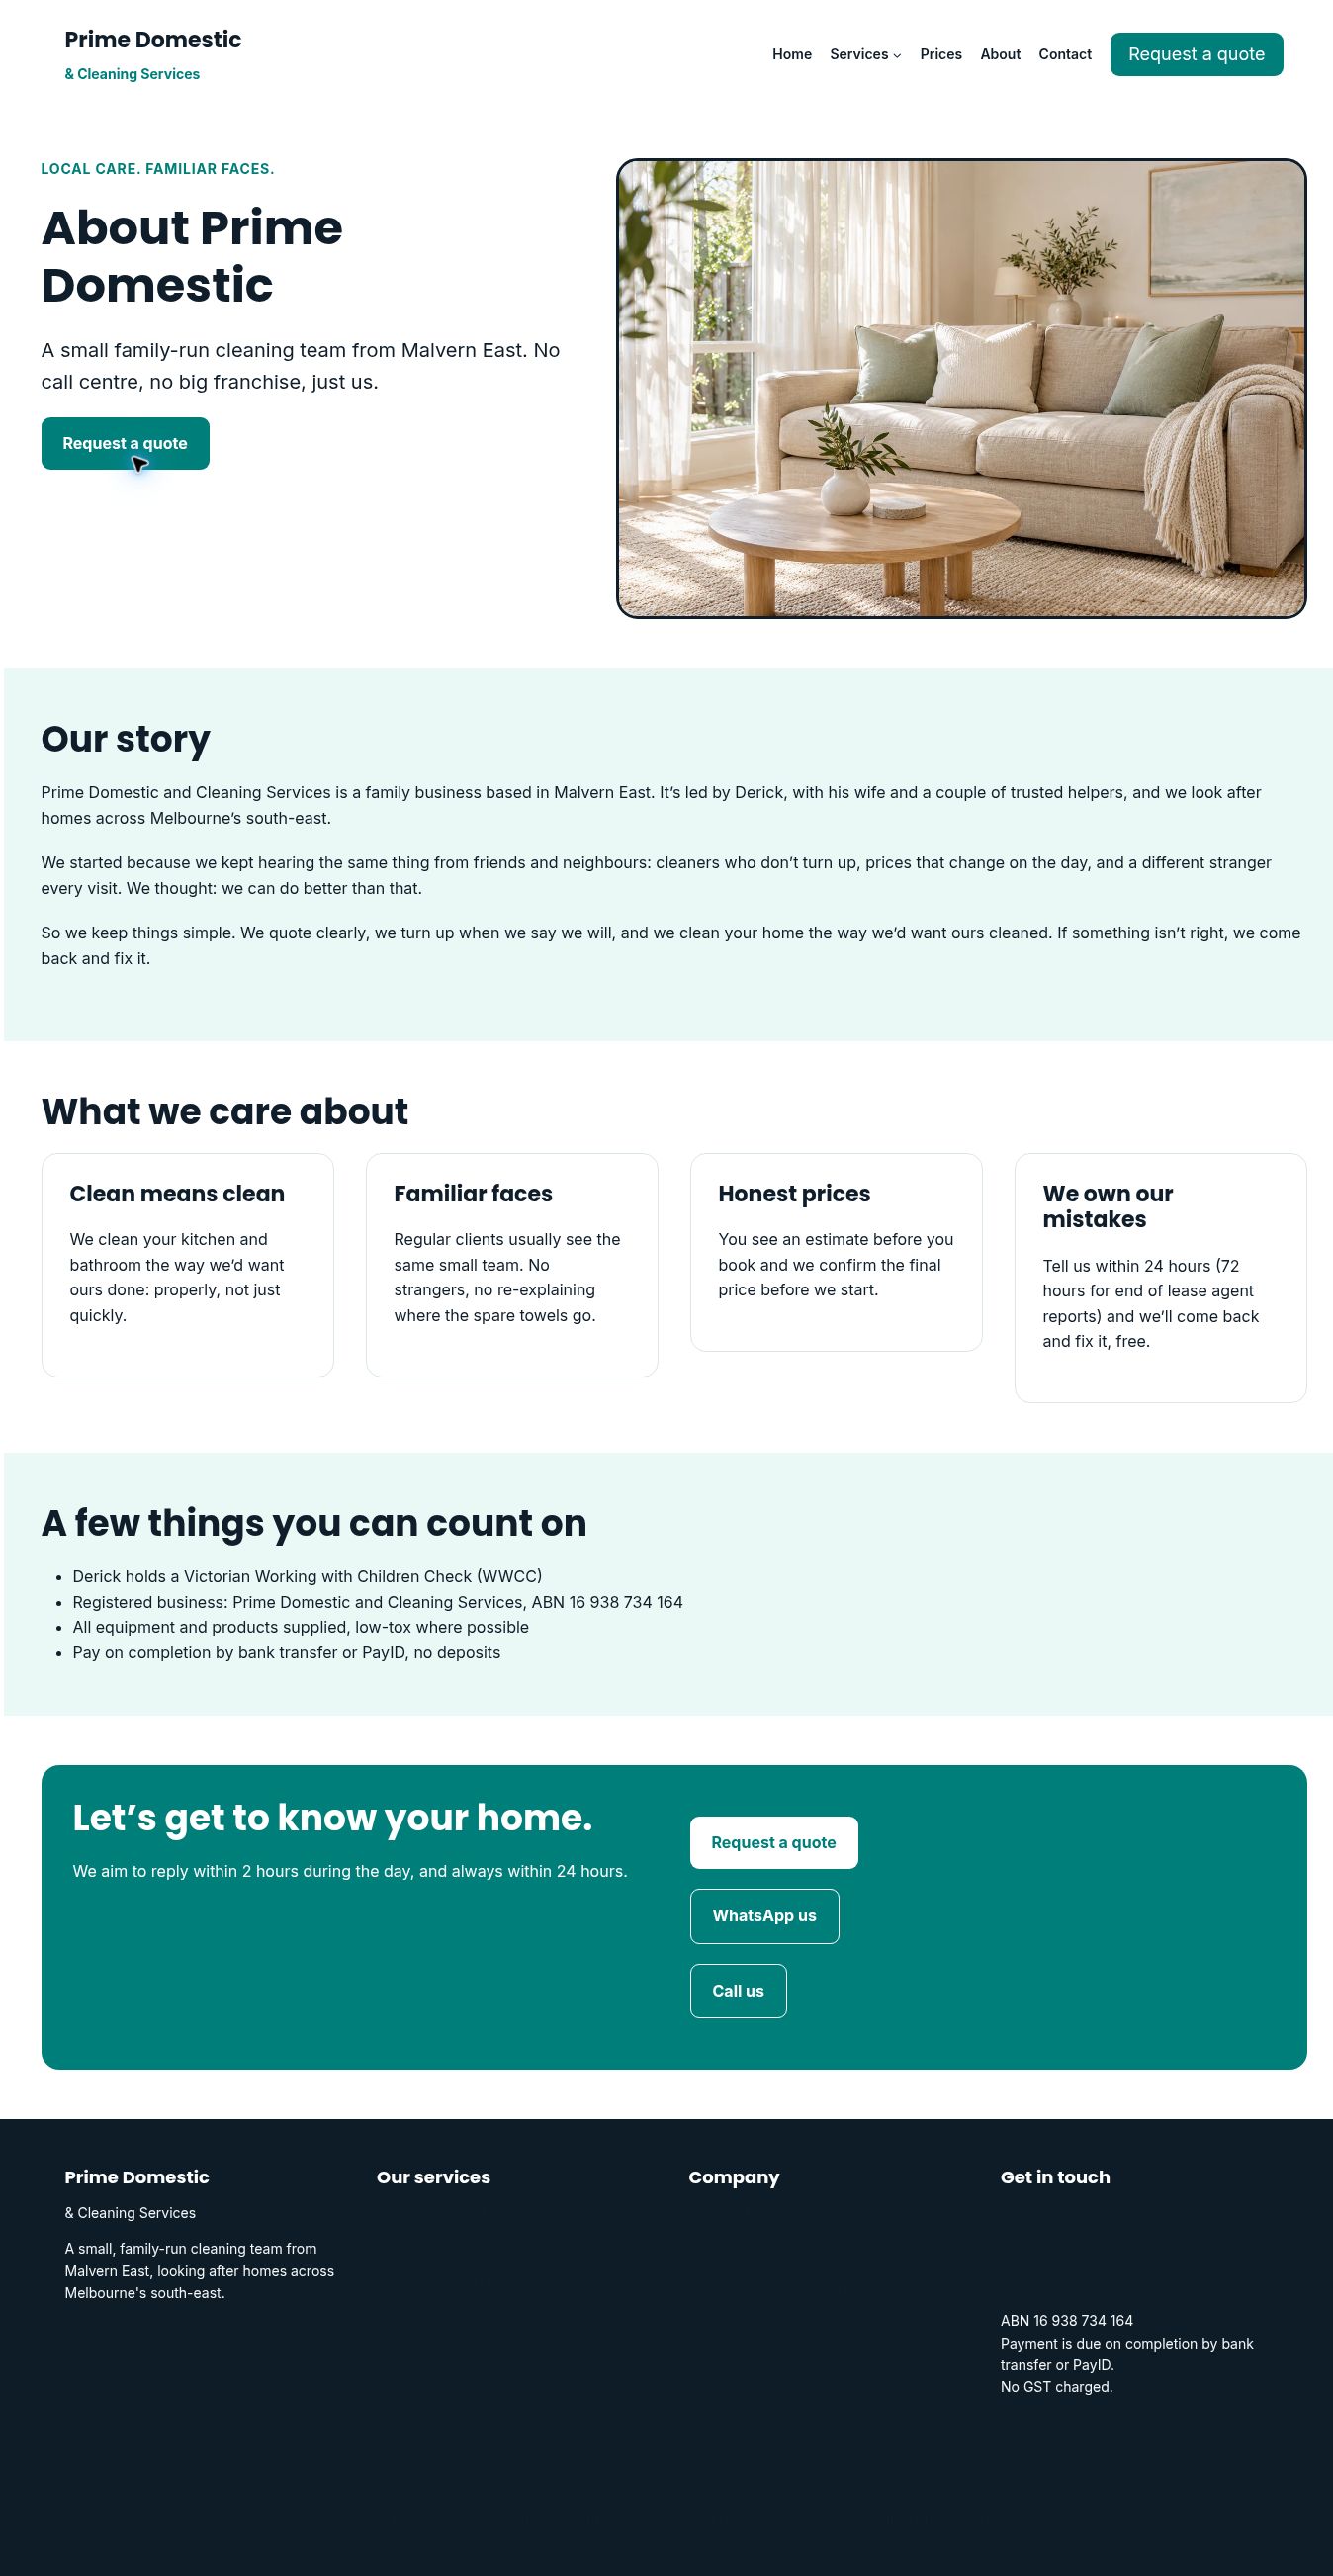 Prime Domestic
& Cleaning Services
Home
Services
Prices
About
Contact
Request a quote
LOCAL CARE. FAMILIAR FACES.
About Prime
Domestic
A small family-run cleaning team from Malvern East. No
call centre, no big franchise, just us.
Request a quote
Our story
Prime Domestic and Cleaning Services is a family business based in Malvern East. It’s led by Derick, with his wife and a couple of trusted helpers, and we look after
homes across Melbourne’s south-east.
We started because we kept hearing the same thing from friends and neighbours: cleaners who don’t turn up, prices that change on the day, and a different stranger
every visit. We thought: we can do better than that.
So we keep things simple. We quote clearly, we turn up when we say we will, and we clean your home the way we’d want ours cleaned. If something isn’t right, we come
back and fix it.
What we care about
Clean means clean
We clean your kitchen and
bathroom the way we’d want
ours done: properly, not just
quickly.
Familiar faces
Regular clients usually see the
same small team. No
strangers, no re-explaining
where the spare towels go.
Honest prices
You see an estimate before you
book and we confirm the final
price before we start.
We own our
mistakes
Tell us within 24 hours (72
hours for end of lease agent
reports) and we’ll come back
and fix it, free.
A few things you can count on
• Derick holds a Victorian Working with Children Check (WWCC)
• Registered business: Prime Domestic and Cleaning Services, ABN 16 938 734 164
• All equipment and products supplied, low-tox where possible
• Pay on completion by bank transfer or PayID, no deposits
Let’s get to know your home.
We aim to reply within 2 hours during the day, and always within 24 hours.
Request a quote
WhatsApp us
Call us
Prime Domestic
& Cleaning Services
A small, family-run cleaning team from
Malvern East, looking after homes across
Melbourne's south-east.
Our services
Company
Get in touch
ABN 16 938 734 164
Payment is due on completion by bank
transfer or PayID.
No GST charged.